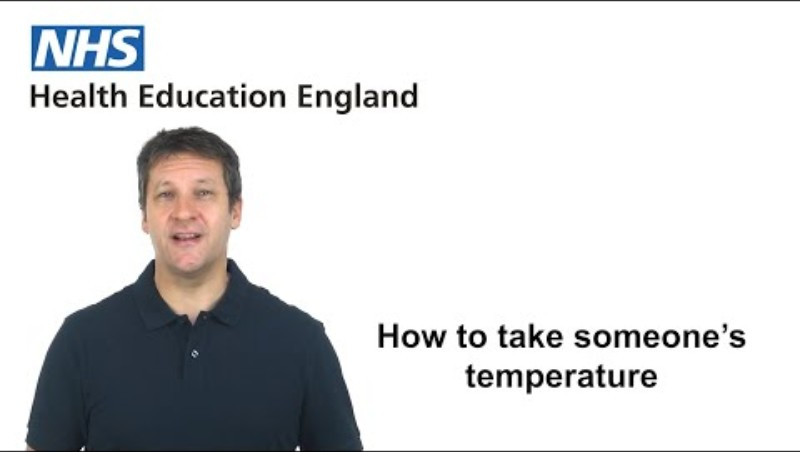 NHS
Health Education England
How to take someone’s
temperature